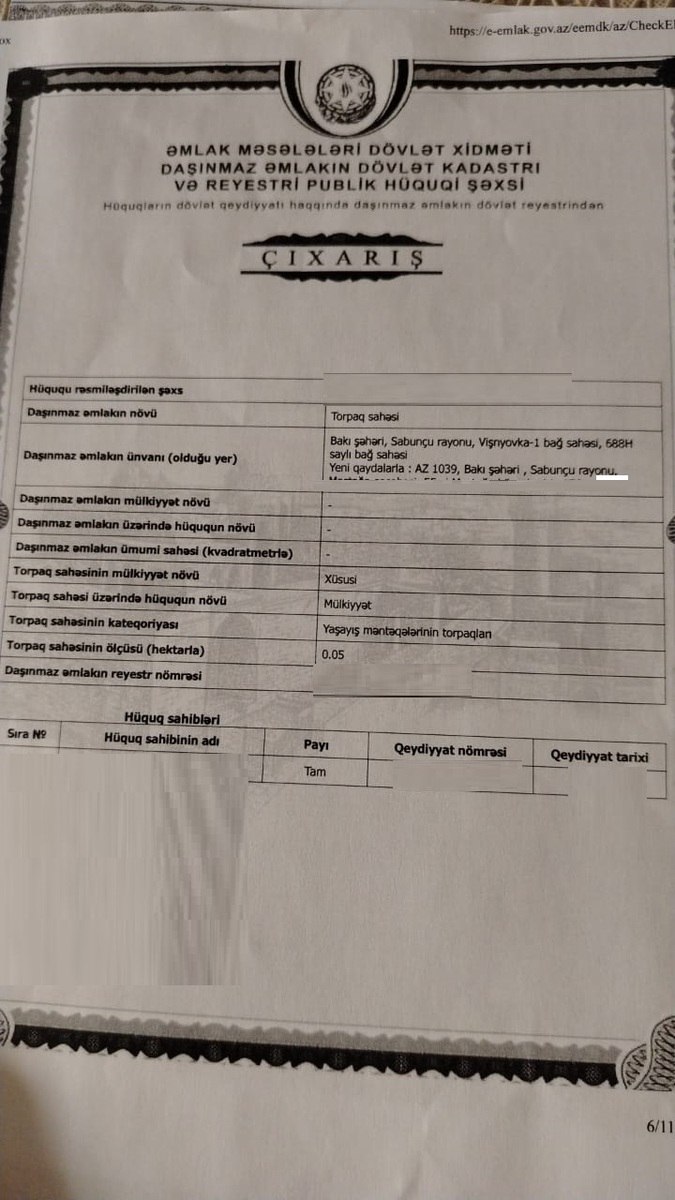 ox
https://e-emlak.gov.az/eemdk/az/CheckEl
ƏMLAK MƏSƏLƏLƏRİ DÖVLƏT XİDMƏTİ
DAŞINMAZ ƏMLAKIN DÖVLƏT KADASTRI
VƏ REYESTRİ PUBLİK HÜQUQİ ŞƏXSİ
Hüquqların dövlət qeydiyyatı haqqında daşınmaz əmlakın dövlət reyestrindən
ÇIXARIŞ
Hüququ rəsmiləşdirilən şəxs
Daşınmaz əmlakın növü Torpaq sahəsi
Daşınmaz əmlakın ünvanı (olduğu yer) Bakı şəhəri, Sabunçu rayonu, Vişnyovka-1 bağ sahəsi, 688H
saylı bağ sahəsi
Yeni qaydalarla : AZ 1039, Bakı şəhəri , Sabunçu rayonu,
Daşınmaz əmlakın mülkiyyət növü -
Daşınmaz əmlakın üzərində hüququn növü -
Daşınmaz əmlakın ümumi sahəsi (kvadratmetrlə) -
Torpaq sahəsinin mülkiyyət növü Xüsusi
Torpaq sahəsi üzərində hüququn növü Mülkiyyət
Torpaq sahəsinin kateqoriyası Yaşayış məntəqələrinin torpaqları
Torpaq sahəsinin ölçüsü (hektarla) 0.05
Daşınmaz əmlakın reyestr nömrəsi
Hüquq sahibləri
Sıra № Hüquq sahibinin adı Payı Qeydiyyat nömrəsi Qeydiyyat tarixi
Tam
6/11